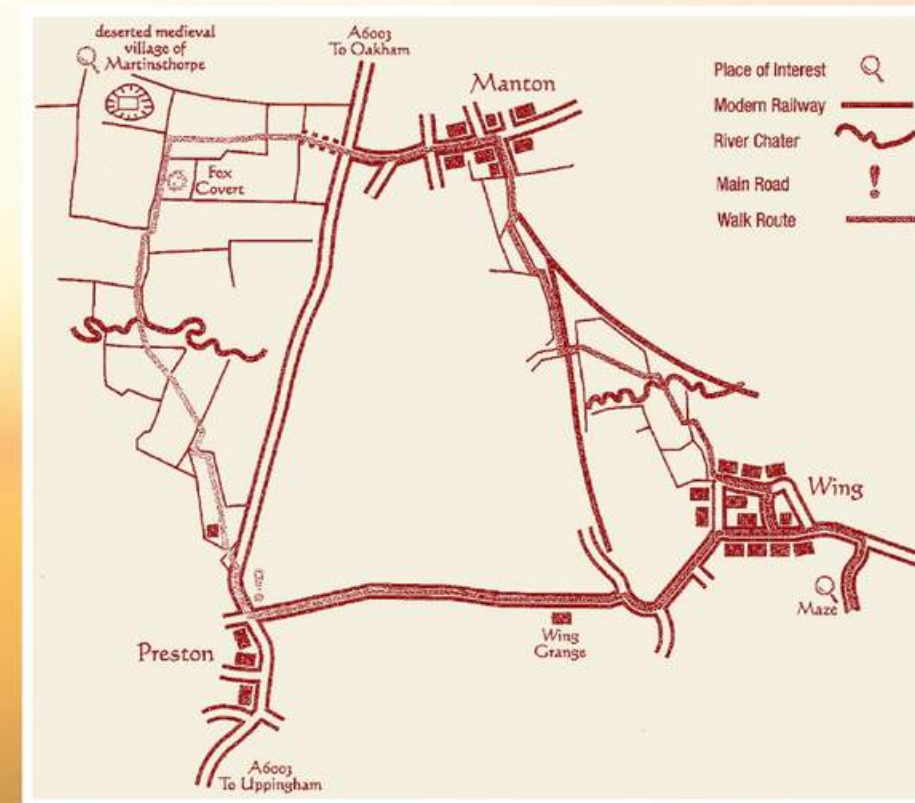 deserted medieval
village of
Martinsthorpe
A6003
To Oakham
Manton
Place of Interest
Modern Railway
River Chater
Main Road
Walk Route
Fox
Covert
Wing
Maze
Wing
Grange
Preston
A6003
To Uppingham